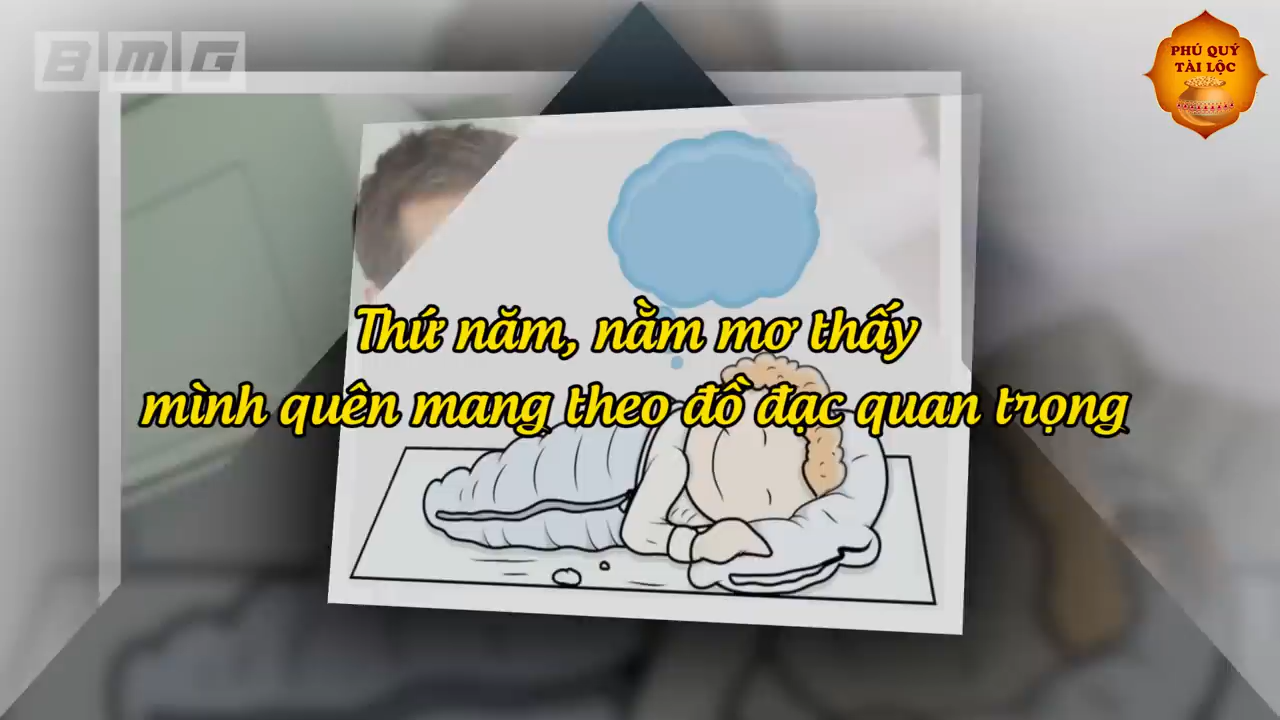 BMG
PHÚ QUÝ
TÀI LỘC
Thứ năm, nằm mơ thấy
mình quên mang theo đồ đạc quan trọng